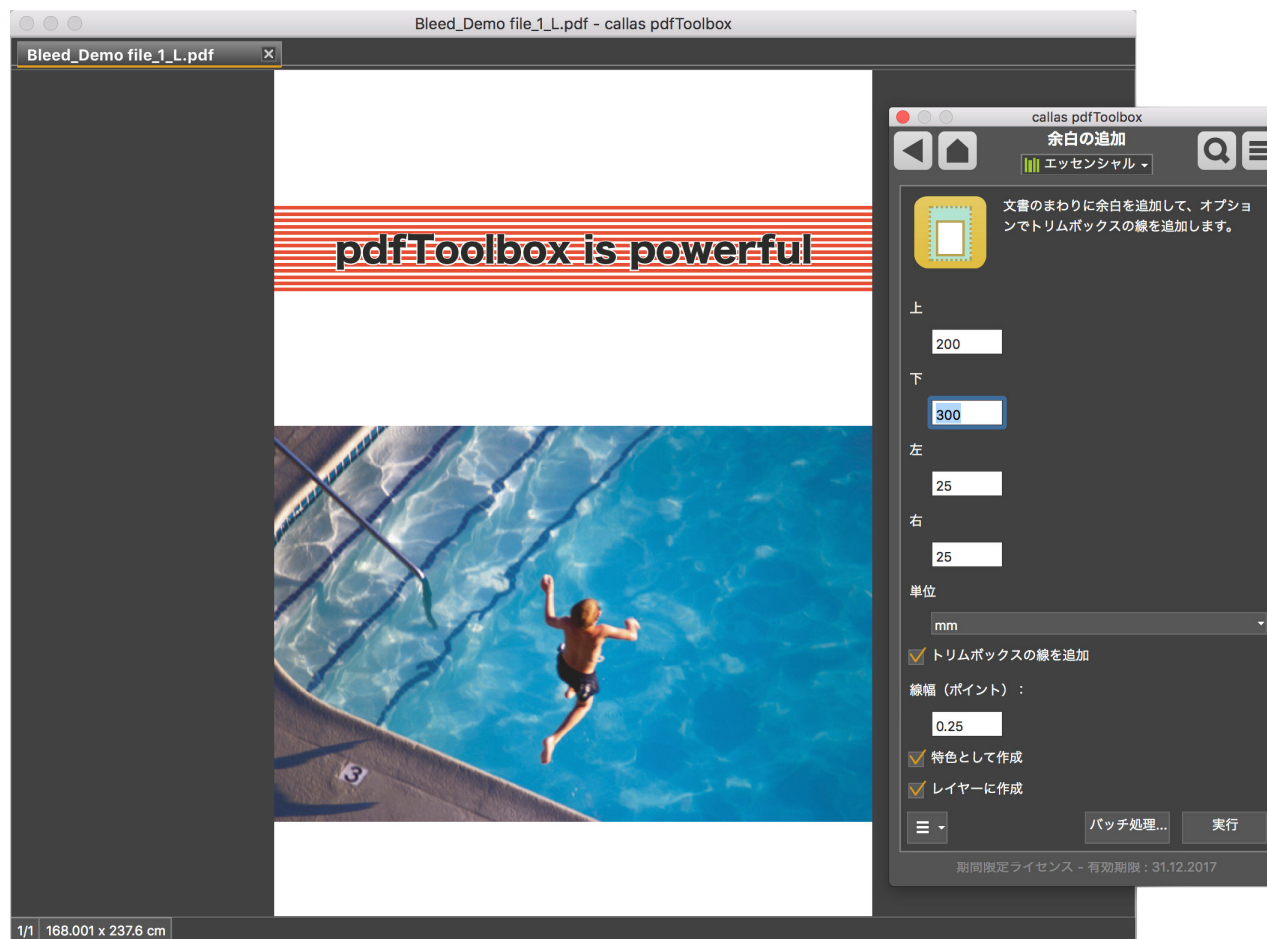 Bleed_Demo file_1_L.pdf - callas pdfToolbox
Bleed_Demo file_1_L.pdf
pdfToolbox is powerful
3
1/1 168.001 x 237.6 cm
callas pdfToolbox
余白の追加
エッセンシャル
文書のまわりに余白を追加して、オプショ
ンでトリムボックスの線を追加します。
上
200
下
300
左
25
右
25
単位
mm
トリムボックスの線を追加
線幅（ポイント）：
0.25
特色として作成
レイヤーに作成
バッチ処理... 実行
期間限定ライセンス - 有効期限 : 31.12.2017